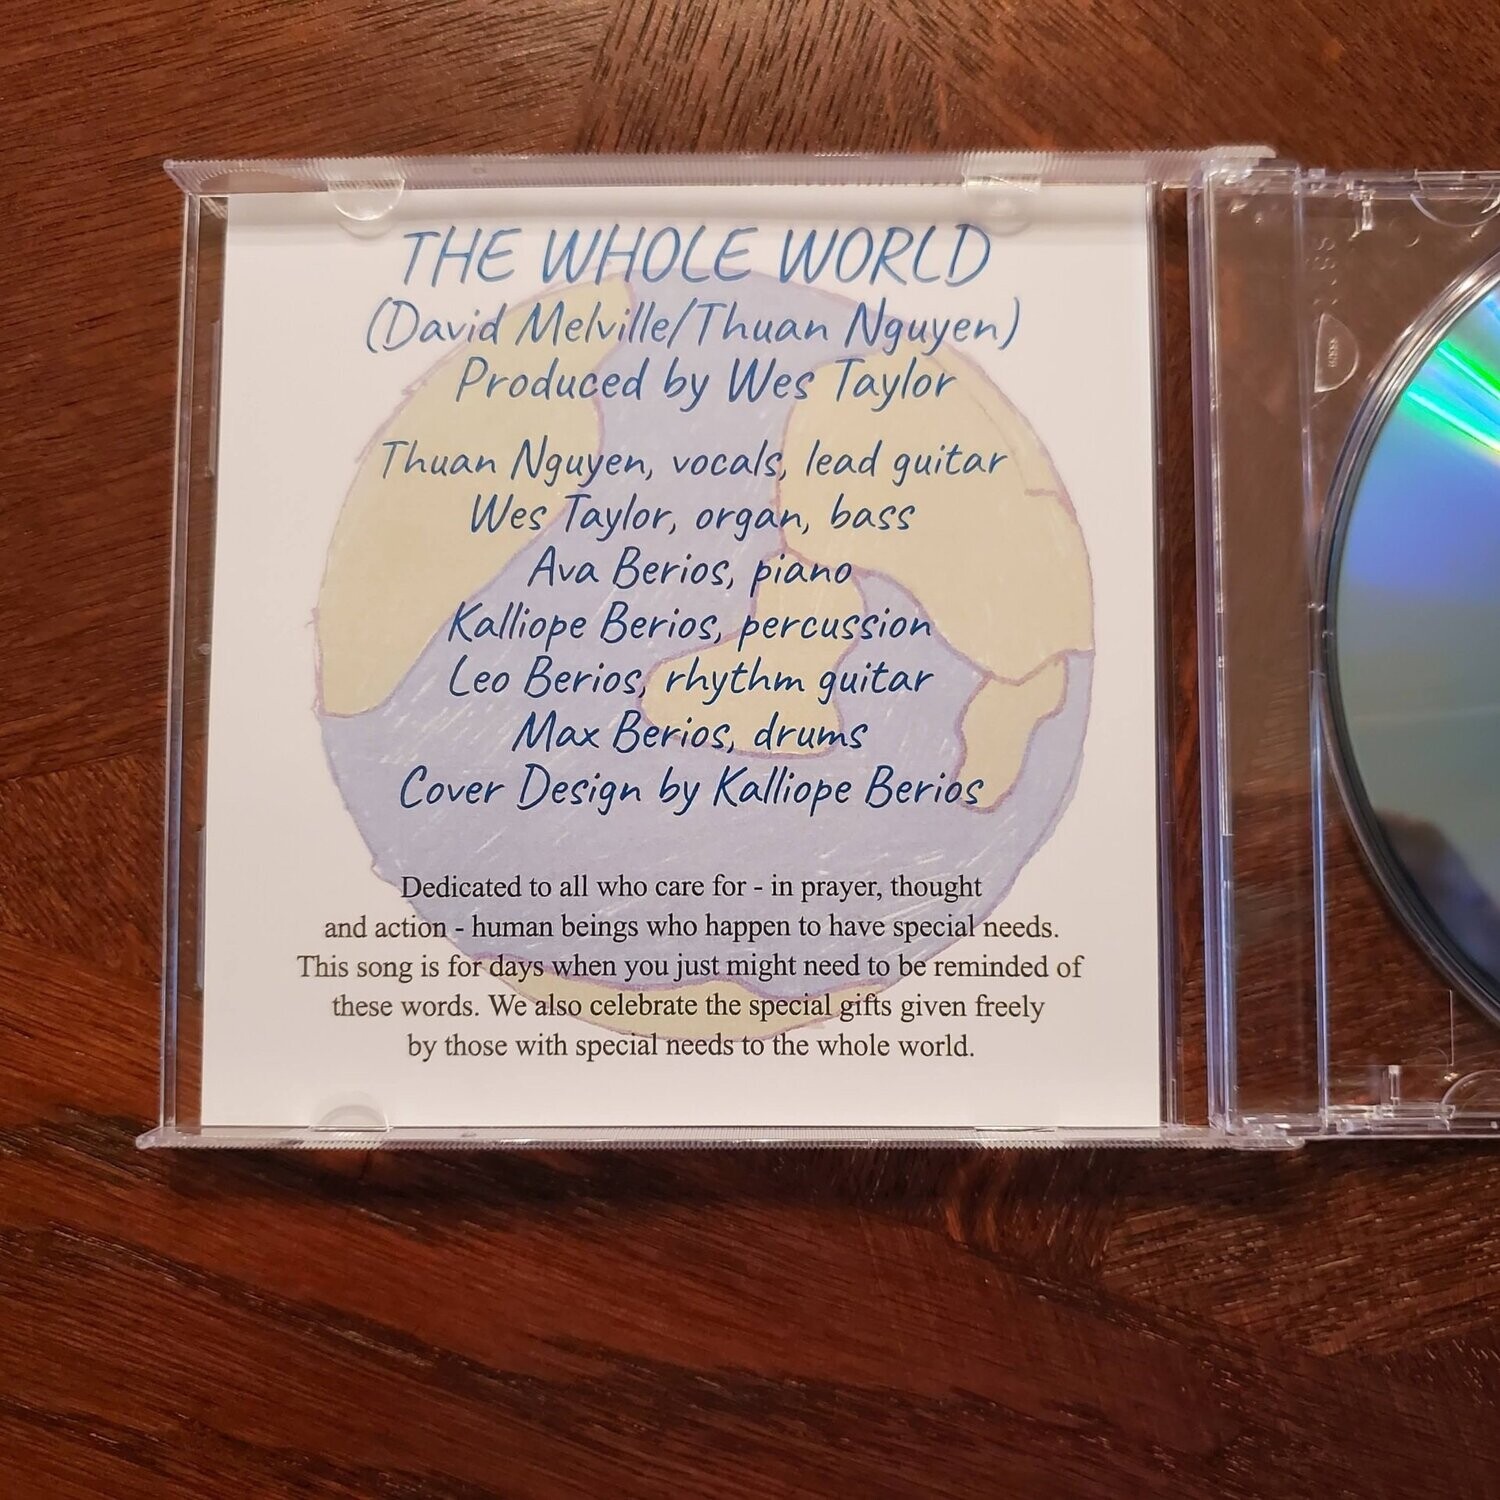 THE WHOLE WORLD
(David Melville/Thuan Nguyen)
Produced by Wes Taylor
Thuan Nguyen, vocals, lead guitar
Wes Taylor, organ, bass
Ava Berios, piano
Kalliope Berios, percussion
Leo Berios, rhythm guitar
Max Berios, drums
Cover Design by Kalliope Berios
Dedicated to all who care for - in prayer, thought
and action - human beings who happen to have special needs.
This song is for days when you just might need to be reminded of
these words. We also celebrate the special gifts given freely
by those with special needs to the whole world.